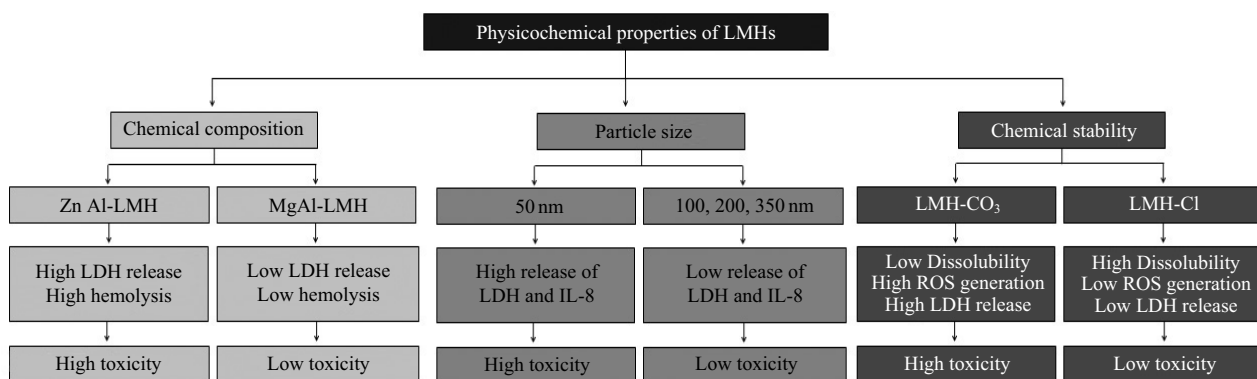 Physicochemical properties of LMHs
Chemical composition
Particle size
Chemical stability
Zn Al-LMH
MgAl-LMH
50 nm
100, 200, 350 nm
LMH-CO₃
LMH-Cl
High LDH release
High hemolysis
Low LDH release
Low hemolysis
High release of
LDH and IL-8
Low release of
LDH and IL-8
Low Dissolubility
High ROS generation
High LDH release
High Dissolubility
Low ROS generation
Low LDH release
High toxicity
Low toxicity
High toxicity
Low toxicity
High toxicity
Low toxicity